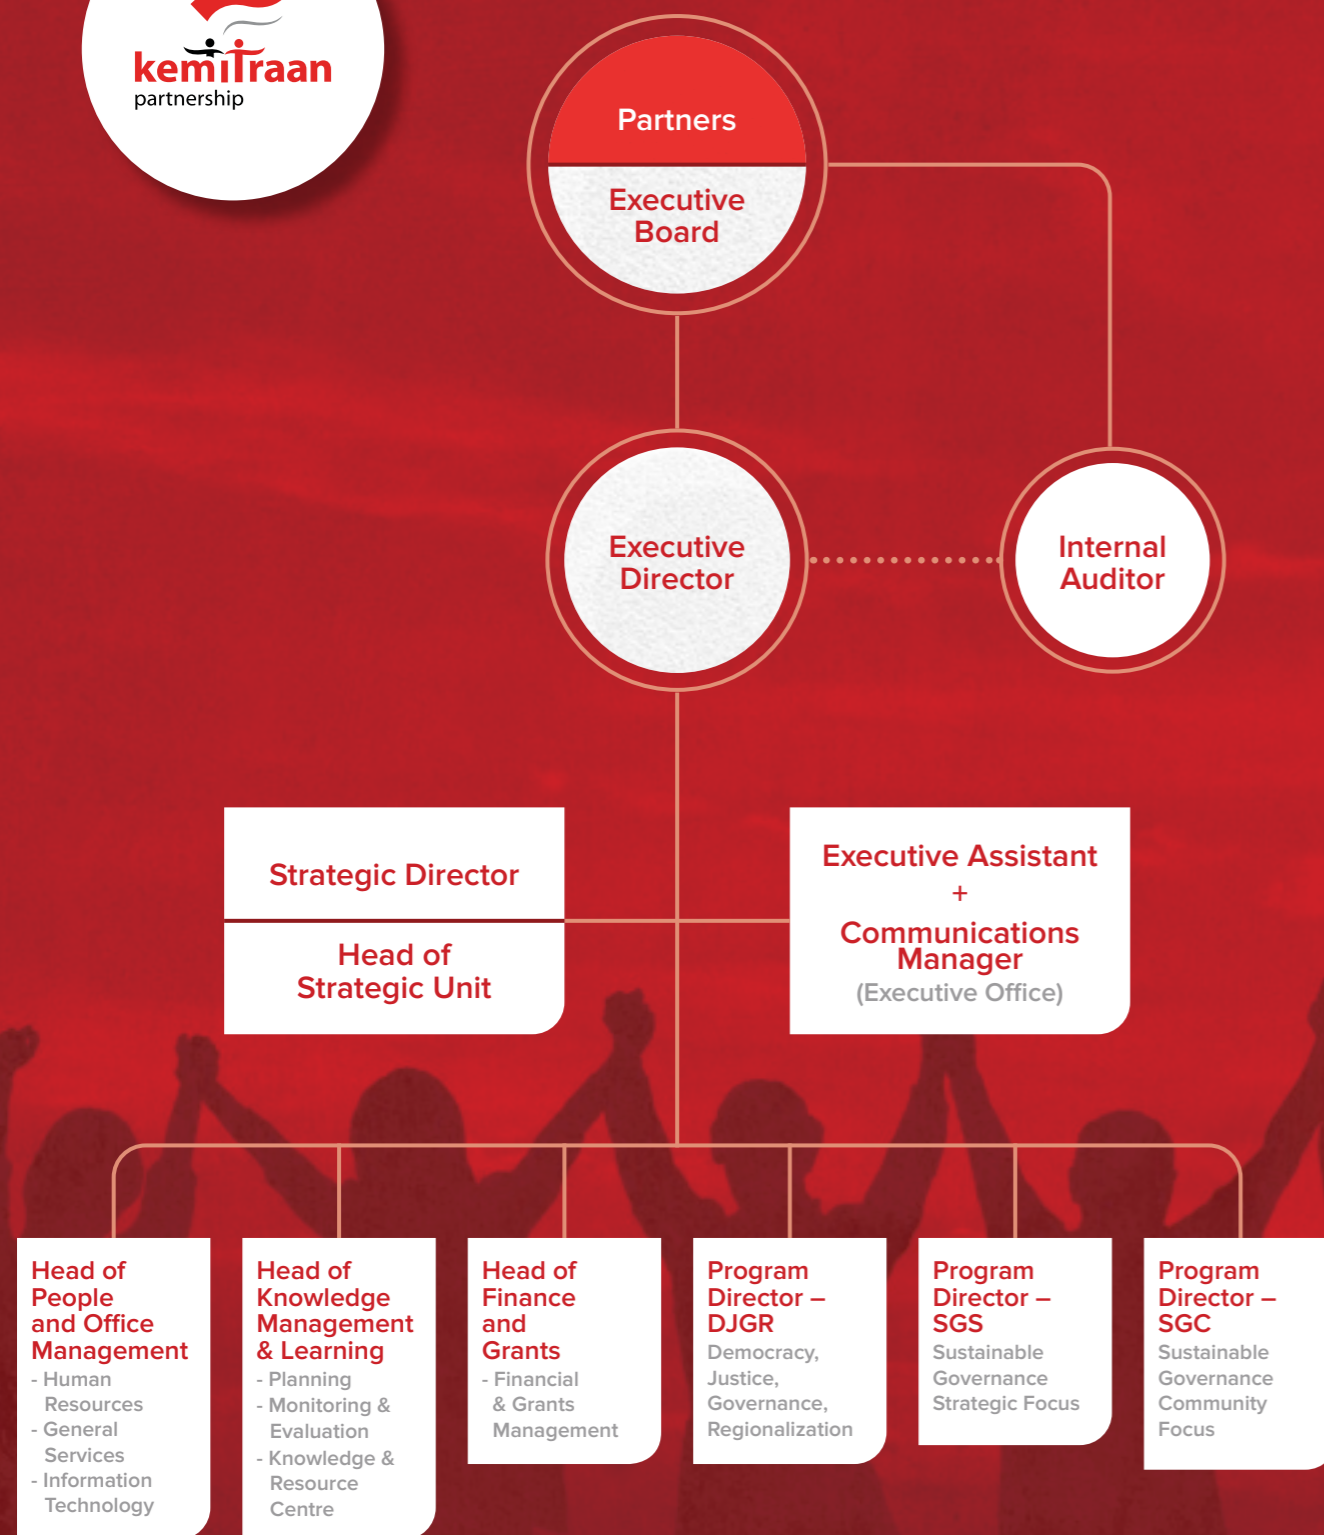 kemitraan
partnership
Partners
Executive
Board
Executive
Director
Internal
Auditor
Strategic Director
Head of
Strategic Unit
Executive Assistant
+
Communications
Manager
(Executive Office)
Head of
People
and Office
Management
- Human
Resources
- General
Services
- Information
Technology
Head of
Knowledge
Management
& Learning
- Planning
- Monitoring &
Evaluation
- Knowledge &
Resource
Centre
Head of
Finance
and
Grants
- Financial
& Grants
Management
Program
Director –
DJGR
Democracy,
Justice,
Governance,
Regionalization
Program
Director –
SGS
Sustainable
Governance
Strategic Focus
Program
Director –
SGC
Sustainable
Governance
Community
Focus